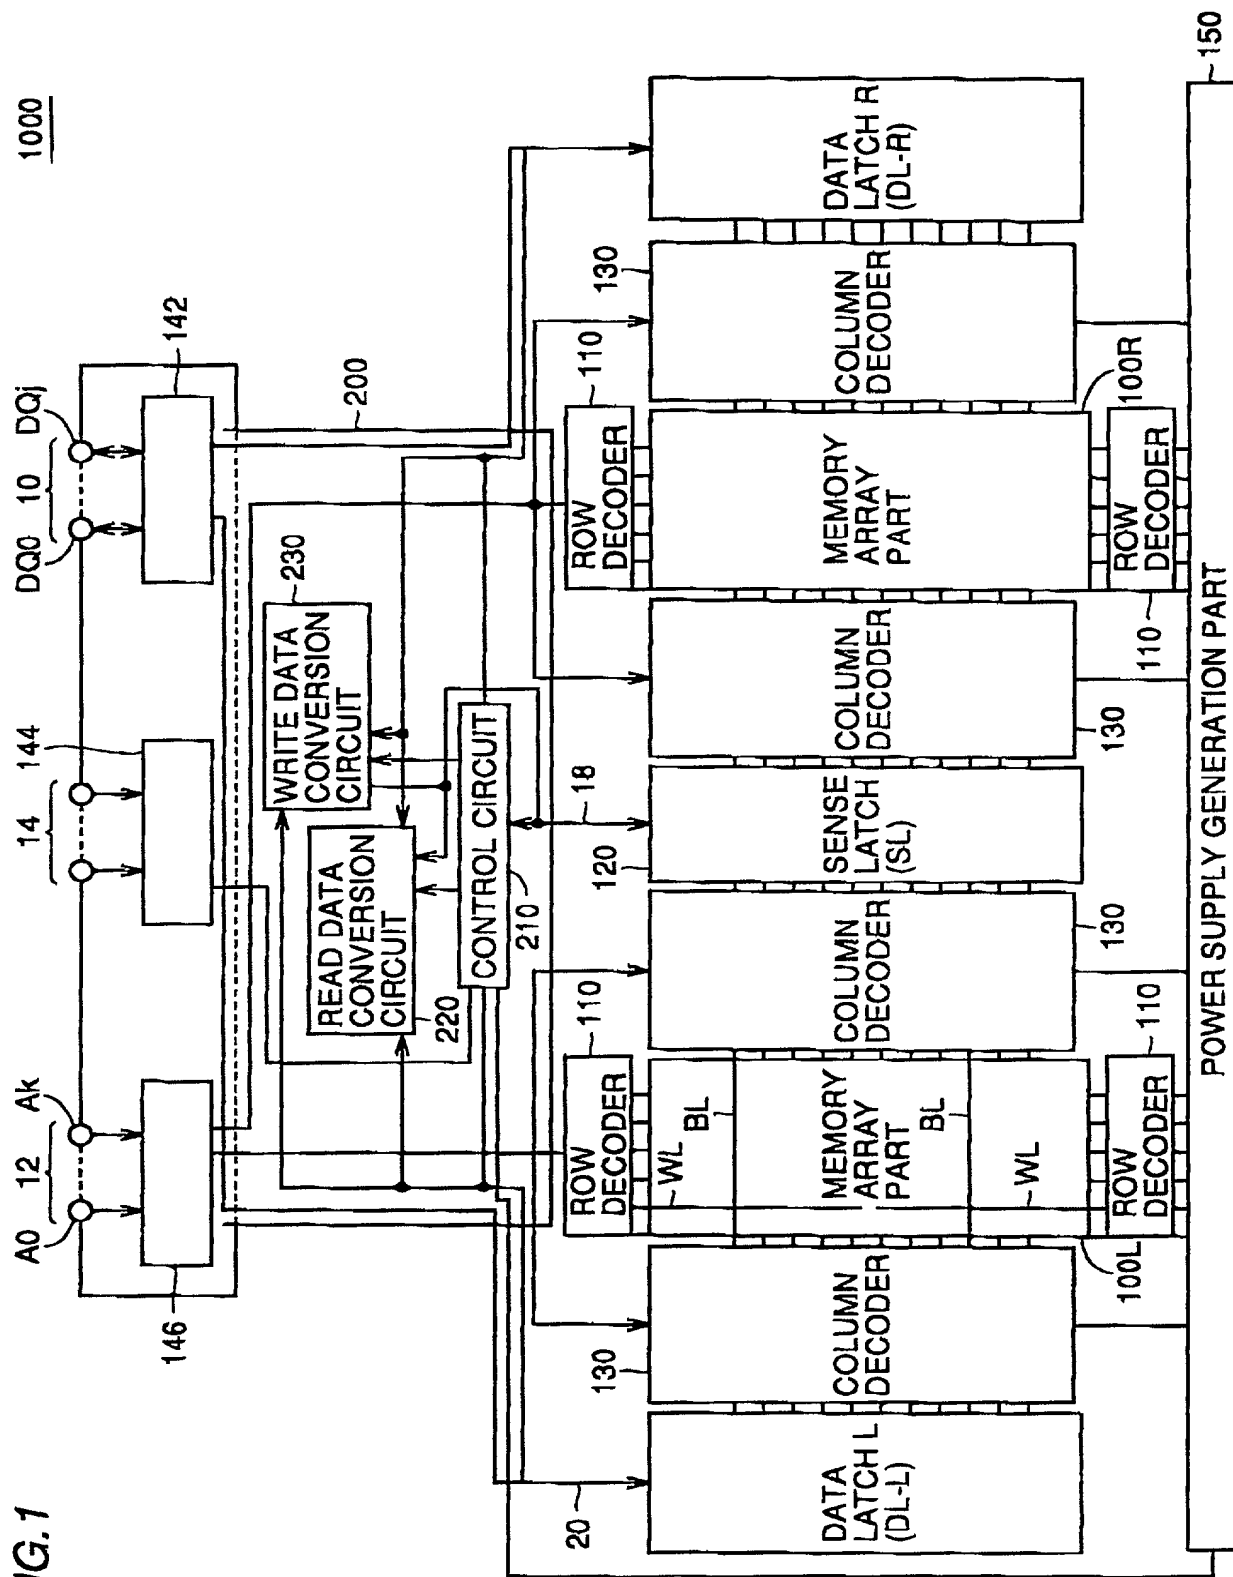 FIG.1
1000
A0
12
Ak
14
DQ0
10
DQj
146
144
142
200
WRITE DATA
CONVERSION
CIRCUIT
230
READ DATA
CONVERSION
CIRCUIT
220
CONTROL CIRCUIT
210
18
20
110
110
ROW
DECODER
ROW
DECODER
130
120
130
DATA
LATCH L
(DL-L)
COLUMN
DECODER
WL
BL
MEMORY
ARRAY
PART
BL
WL
COLUMN
DECODER
SENSE
LATCH
(SL)
COLUMN
DECODER
MEMORY
ARRAY
PART
COLUMN
DECODER
DATA
LATCH R
(DL-R)
130
130
100L
100R
ROW
DECODER
110
110
ROW
DECODER
POWER SUPPLY GENERATION PART
150